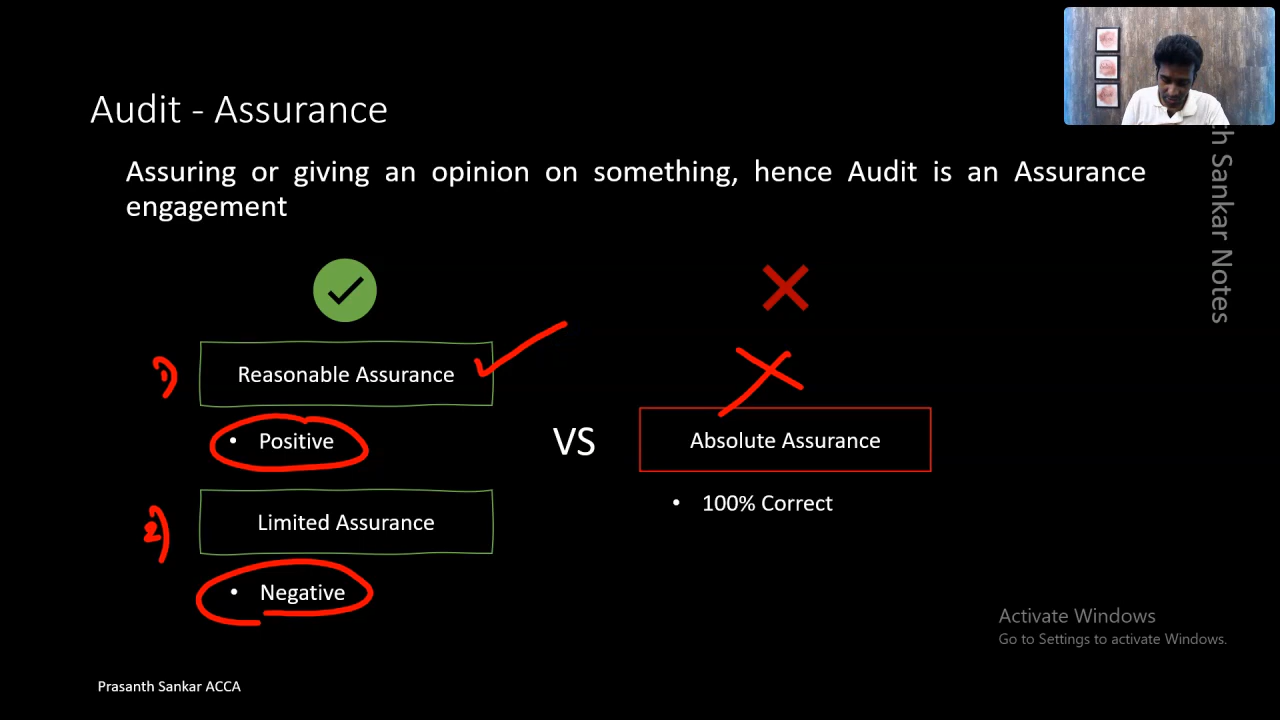 Audit - Assurance
Assuring or giving an opinion on something, hence Audit is an Assurance
engagement
1)
Reasonable Assurance
• Positive
2)
Limited Assurance
• Negative
VS
Absolute Assurance
• 100% Correct
Sankar Notes
Activate Windows
Go to Settings to activate Windows.
Prasanth Sankar ACCA